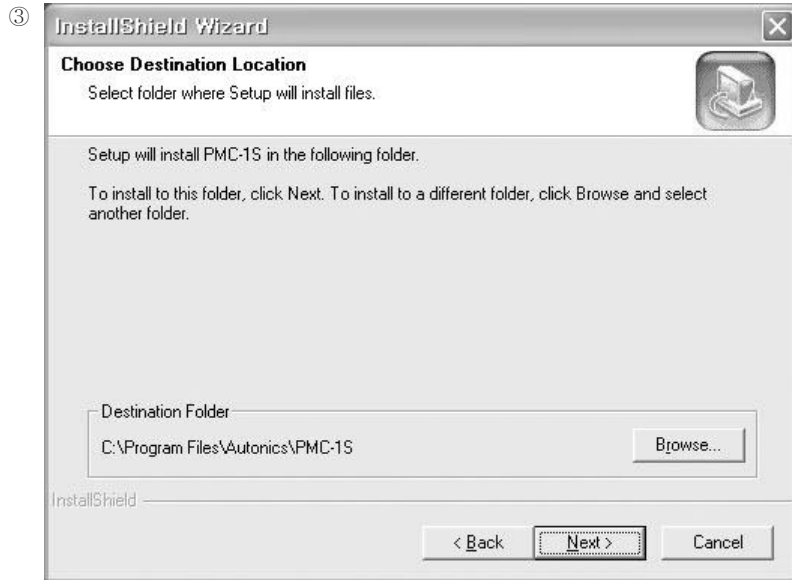 ③
InstallShield Wizard
Choose Destination Location
Select folder where Setup will install files.
Setup will install PMC-1S in the following folder.
To install to this folder, click Next. To install to a different folder, click Browse and select
another folder.
Destination Folder
C:\Program Files\Autonics\PMC-1S
Browse...
InstallShield
< Back
Next >
Cancel